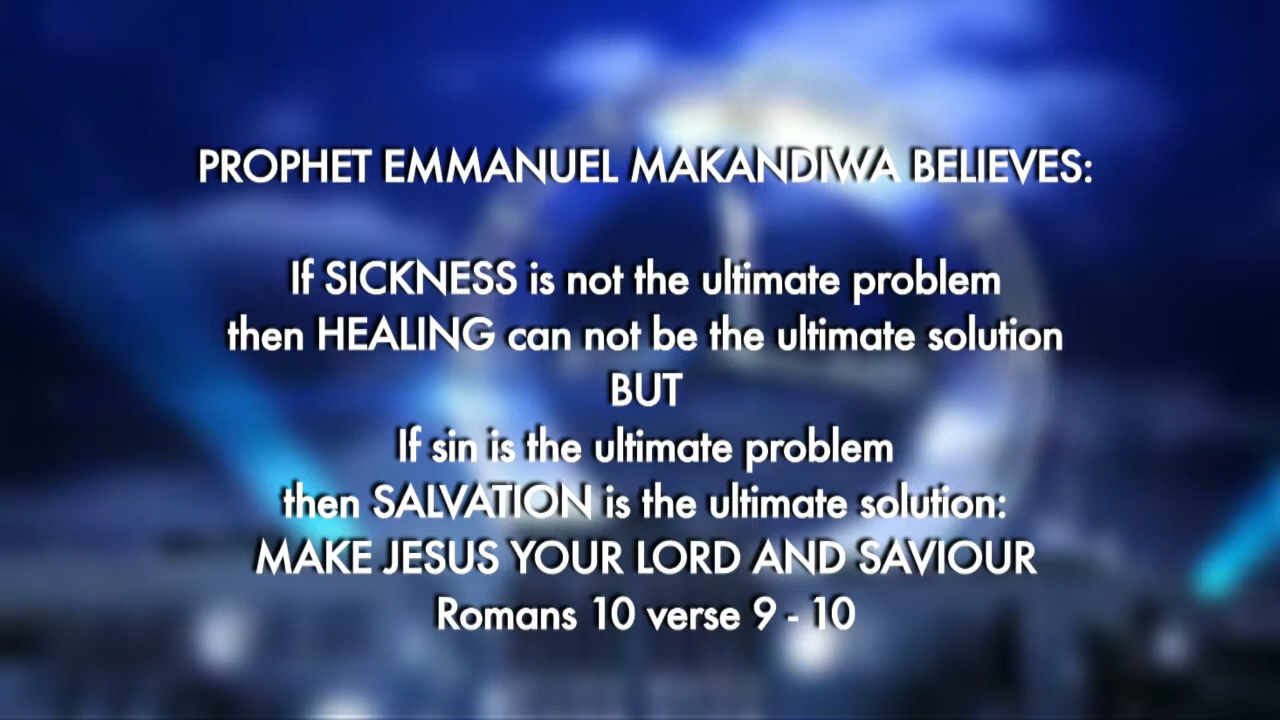 PROPHET EMMANUEL MAKANDIWA BELIEVES:
If SICKNESS is not the ultimate problem
then HEALING can not be the ultimate solution
BUT
If sin is the ultimate problem
then SALVATION is the ultimate solution:
MAKE JESUS YOUR LORD AND SAVIOUR
Romans 10 verse 9 - 10